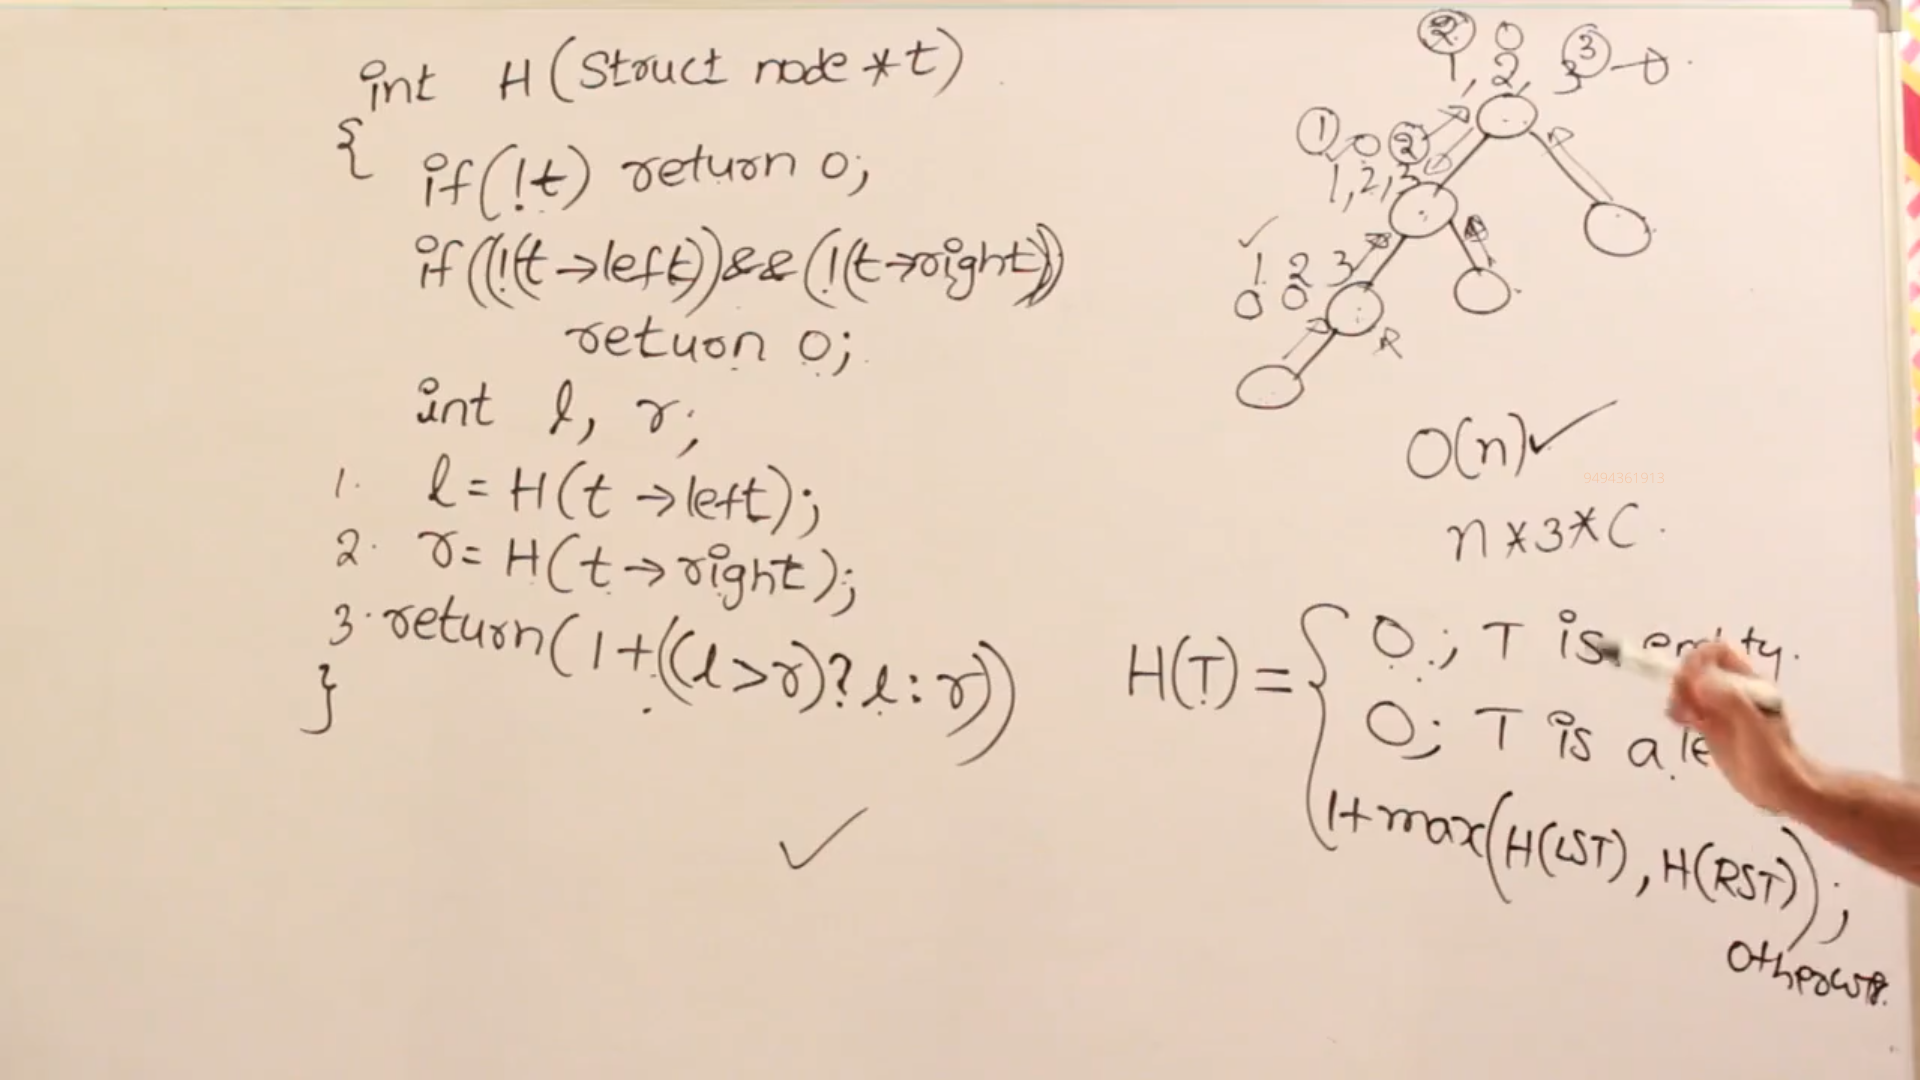 int H(Struct node *t)
{
if(!t) return 0;
if((!(t→left))&&(!(t→right))
return 0;
int l, r;
1. l = H(t→left);
2. r = H(t→right);
3. return(1+((l>r)?l:r))
}
2 0 3
1, 2, 3 → 0
1 0 2
1, 2, 3
1 2 3
0 0
R
O(n)✓
9494361913
n*3*C
H(T) = { 0; T is empty.
0; T is a le
1+max(H(LST), H(RST));
Otherwise